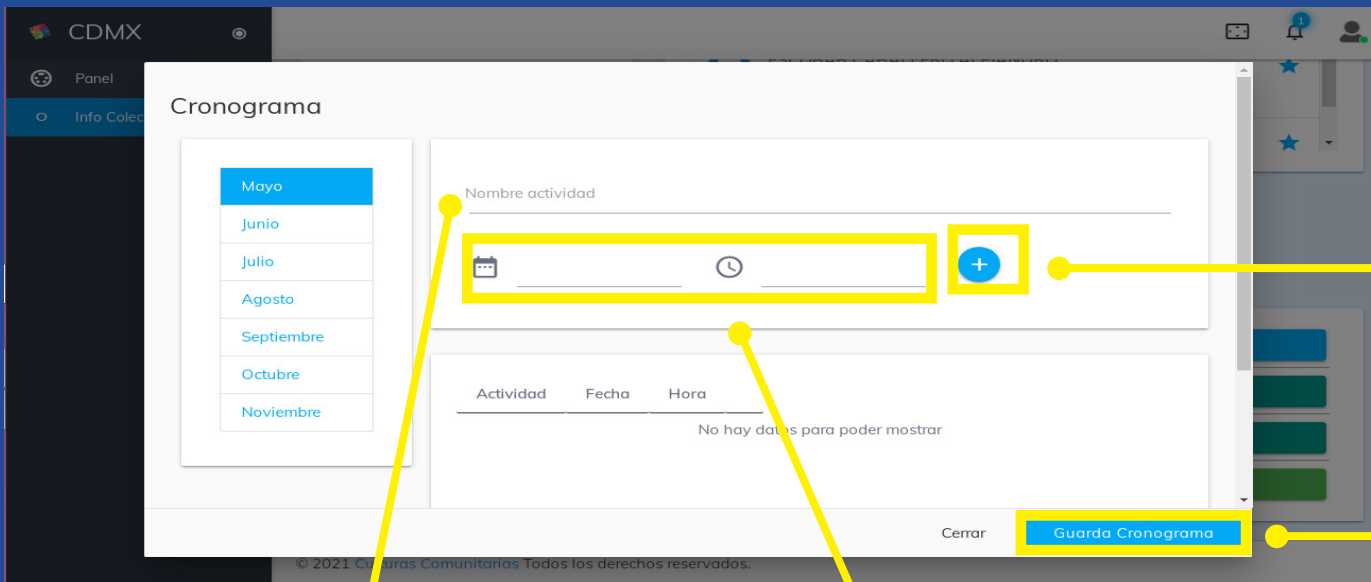 CDMX
1
Panel
Info Colec
Cronograma
Mayo
Junio
Julio
Agosto
Septiembre
Octubre
Noviembre
Nombre actividad
+
Actividad Fecha Hora
No hay datos para poder mostrar
Cerrar Guarda Cronograma
© 2021 Culturas Comunitarias Todos los derechos reservados.